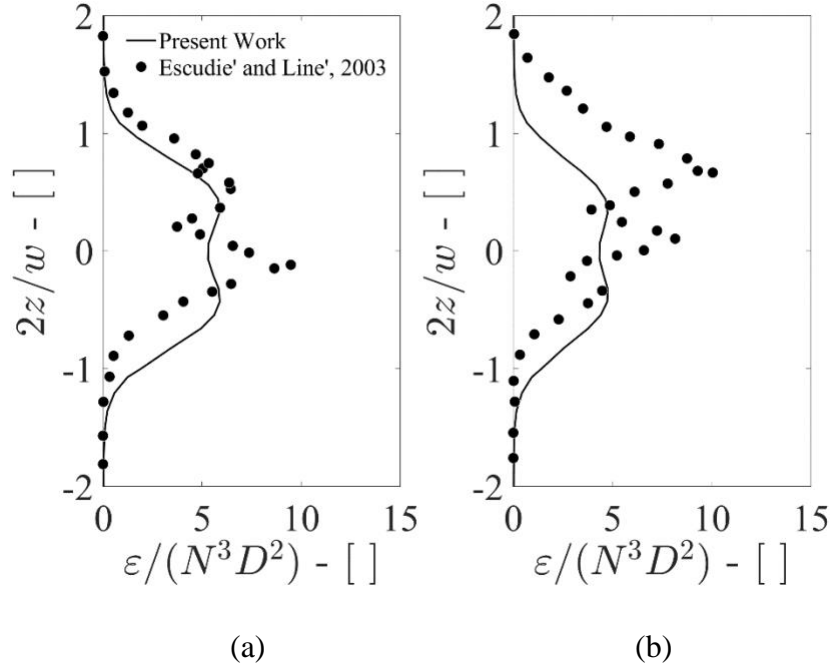 2
1
0
-1
-2
2z/w - [ ]
Present Work
Escudie' and Line', 2003
0 5 10 15
ε/(N³D²) - [ ]
(a)
2
1
0
-1
-2
2z/w - [ ]
0 5 10 15
ε/(N³D²) - [ ]
(b)